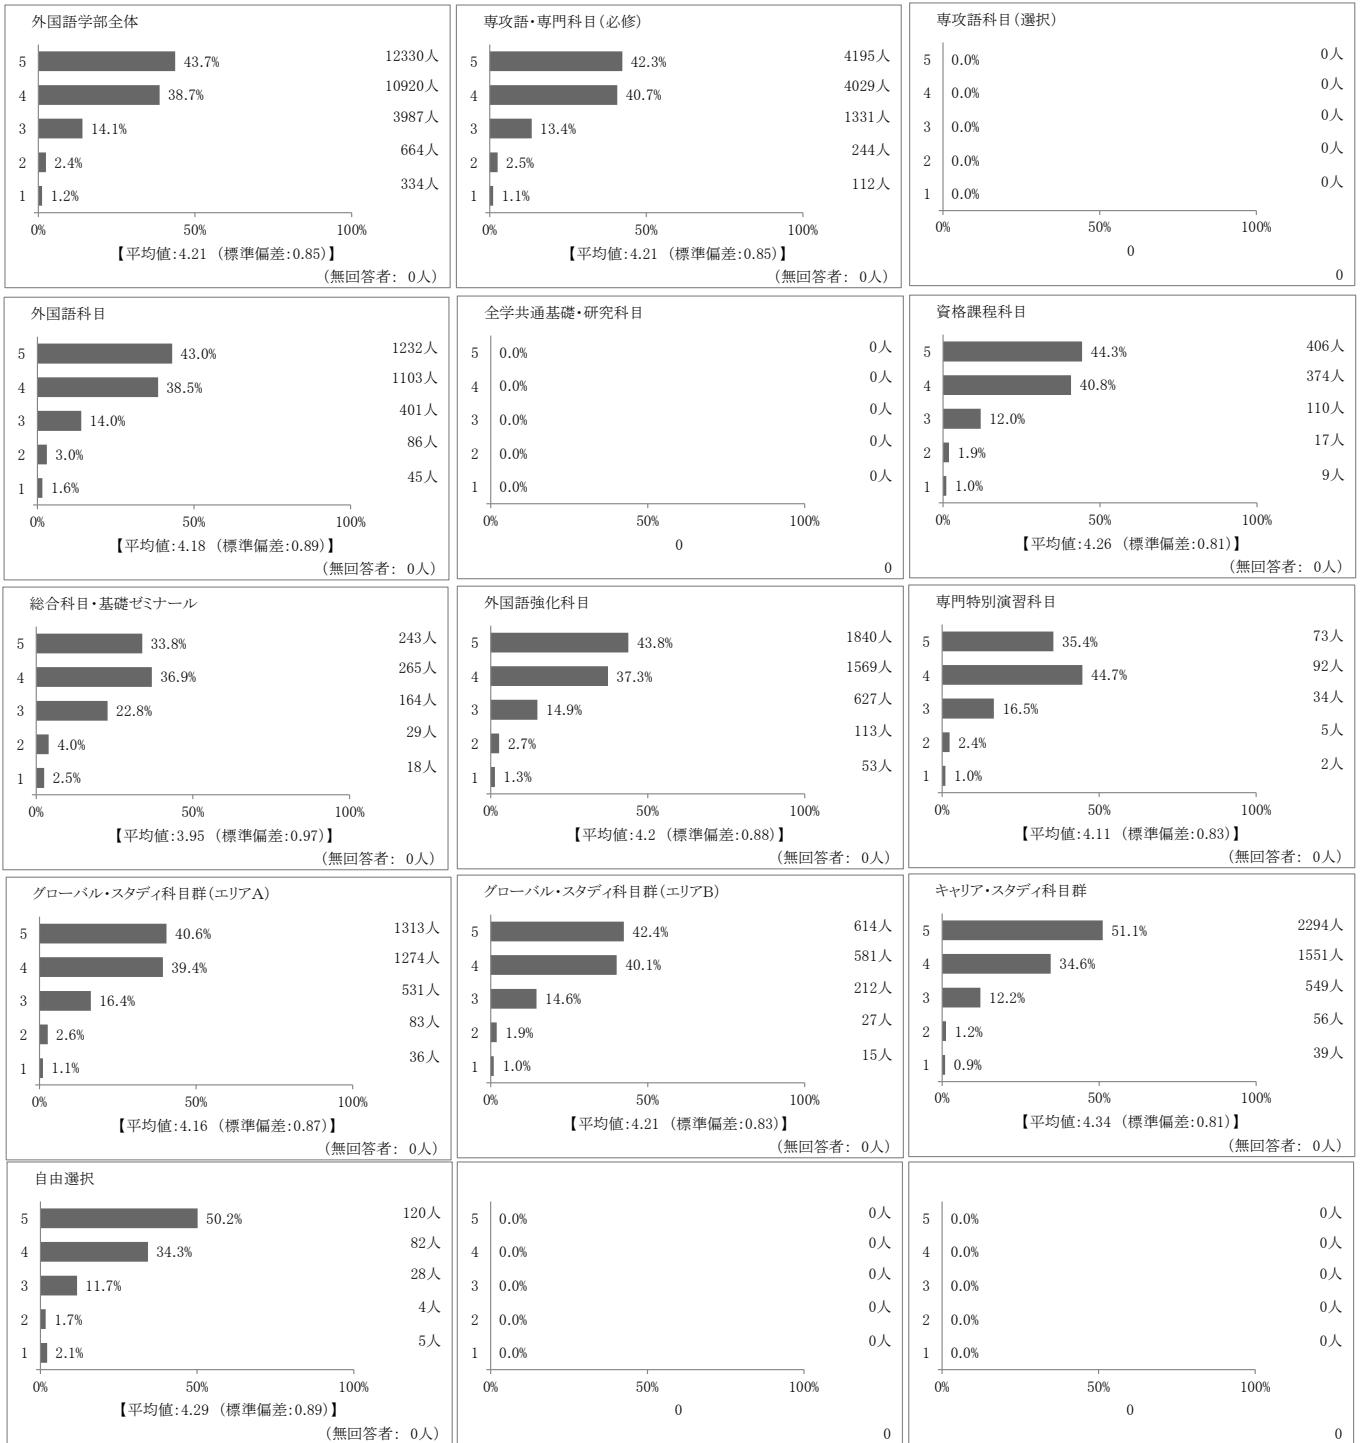 外国語学部全体
5 43.7% 12330人
4 38.7% 10920人
3 14.1% 3987人
2 2.4% 664人
1 1.2% 334人
0% 50% 100%
【平均値:4.21 (標準偏差:0.85)】
(無回答者: 0人)
専攻語・専門科目(必修)
5 42.3% 4195人
4 40.7% 4029人
3 13.4% 1331人
2 2.5% 244人
1 1.1% 112人
0% 50% 100%
【平均値:4.21 (標準偏差:0.85)】
(無回答者: 0人)
専攻語科目(選択)
5 0.0% 0人
4 0.0% 0人
3 0.0% 0人
2 0.0% 0人
1 0.0% 0人
0% 50% 100%
0
0
外国語科目
5 43.0% 1232人
4 38.5% 1103人
3 14.0% 401人
2 3.0% 86人
1 1.6% 45人
0% 50% 100%
【平均値:4.18 (標準偏差:0.89)】
(無回答者: 0人)
全学共通基礎・研究科目
5 0.0% 0人
4 0.0% 0人
3 0.0% 0人
2 0.0% 0人
1 0.0% 0人
0% 50% 100%
0
0
資格課程科目
5 44.3% 406人
4 40.8% 374人
3 12.0% 110人
2 1.9% 17人
1 1.0% 9人
0% 50% 100%
【平均値:4.26 (標準偏差:0.81)】
(無回答者: 0人)
総合科目・基礎ゼミナール
5 33.8% 243人
4 36.9% 265人
3 22.8% 164人
2 4.0% 29人
1 2.5% 18人
0% 50% 100%
【平均値:3.95 (標準偏差:0.97)】
(無回答者: 0人)
外国語強化科目
5 43.8% 1840人
4 37.3% 1569人
3 14.9% 627人
2 2.7% 113人
1 1.3% 53人
0% 50% 100%
【平均値:4.2 (標準偏差:0.88)】
(無回答者: 0人)
専門特別演習科目
5 35.4% 73人
4 44.7% 92人
3 16.5% 34人
2 2.4% 5人
1 1.0% 2人
0% 50% 100%
【平均値:4.11 (標準偏差:0.83)】
(無回答者: 0人)
グローバル・スタディ科目群(エリアA)
5 40.6% 1313人
4 39.4% 1274人
3 16.4% 531人
2 2.6% 83人
1 1.1% 36人
0% 50% 100%
【平均値:4.16 (標準偏差:0.87)】
(無回答者: 0人)
グローバル・スタディ科目群(エリアB)
5 42.4% 614人
4 40.1% 581人
3 14.6% 212人
2 1.9% 27人
1 1.0% 15人
0% 50% 100%
【平均値:4.21 (標準偏差:0.83)】
(無回答者: 0人)
キャリア・スタディ科目群
5 51.1% 2294人
4 34.6% 1551人
3 12.2% 549人
2 1.2% 56人
1 0.9% 39人
0% 50% 100%
【平均値:4.34 (標準偏差:0.81)】
(無回答者: 0人)
自由選択
5 50.2% 120人
4 34.3% 82人
3 11.7% 28人
2 1.7% 4人
1 2.1% 5人
0% 50% 100%
【平均値:4.29 (標準偏差:0.89)】
(無回答者: 0人)
5 0.0% 0人
4 0.0% 0人
3 0.0% 0人
2 0.0% 0人
1 0.0% 0人
0% 50% 100%
0
0
5 0.0% 0人
4 0.0% 0人
3 0.0% 0人
2 0.0% 0人
1 0.0% 0人
0% 50% 100%
0
0